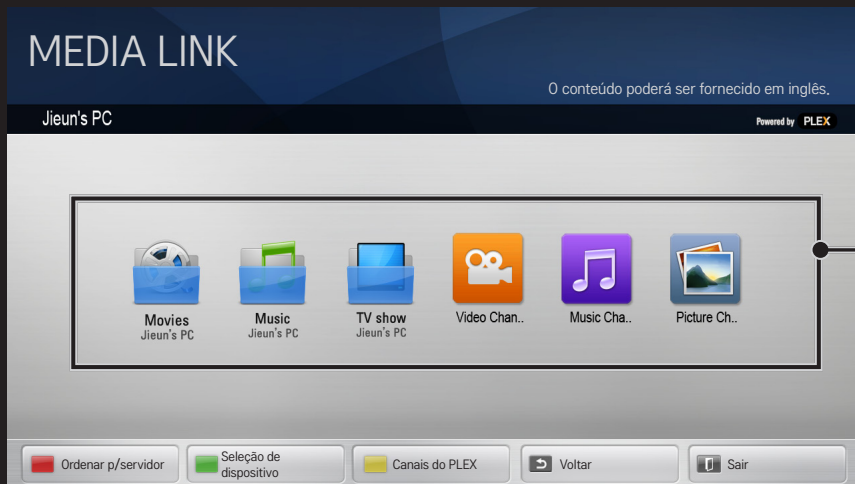 MEDIA LINK
O conteúdo poderá ser fornecido em inglês.
Jieun's PC
Powered by PLEX
Movies
Jieun's PC
Music
Jieun's PC
TV show
Jieun's PC
Video Chan..
Music Cha..
Picture Ch..
Ordenar p/servidor
Seleção de
dispositivo
Canais do PLEX
Voltar
Sair